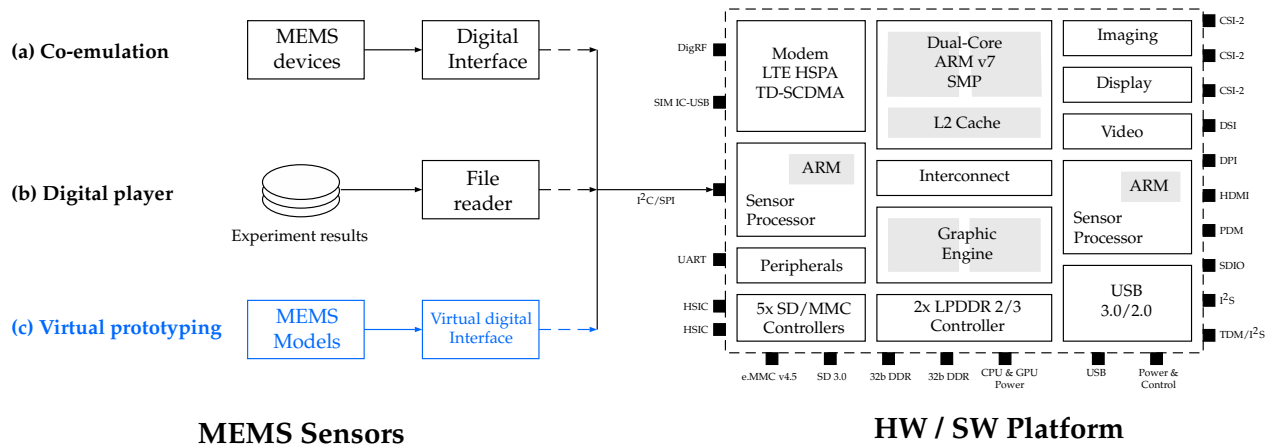 (a) Co-emulation
MEMS
devices
Digital
Interface
(b) Digital player
Experiment results
File
reader
I²C/SPI
(c) Virtual prototyping
MEMS
Models
Virtual digital
Interface
MEMS Sensors
DigRF
SIM IC-USB
UART
HSIC
HSIC
Modem
LTE HSPA
TD-SCDMA
ARM
Sensor
Processor
Peripherals
5x SD/MMC
Controllers
Dual-Core
ARM v7
SMP
L2 Cache
Interconnect
Graphic
Engine
2x LPDDR 2/3
Controller
Imaging
Display
Video
ARM
Sensor
Processor
USB
3.0/2.0
CSI-2
CSI-2
CSI-2
DSI
DPI
HDMI
PDM
SDIO
I²S
TDM/I²S
e.MMC v4.5
SD 3.0
32b DDR
32b DDR
CPU & GPU
Power
USB
Power &
Control
HW / SW Platform